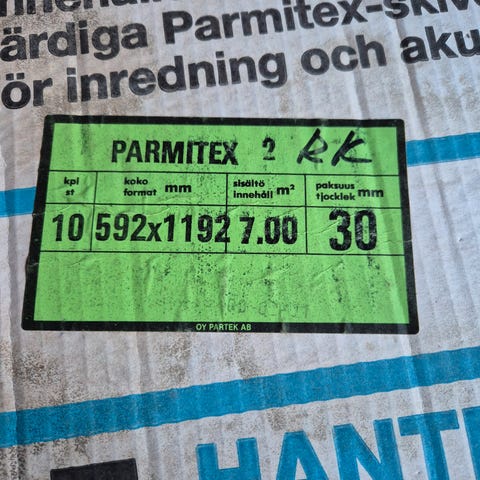 Parmitex-skiv
ärdiga
ör inredning och aku
PARMITEX 2 RK
kpl st
koko format mm
sisältö innehåll m²
paksuus tjocklek mm
10 592x1192 7.00 30
OY PARTEK AB
HANT